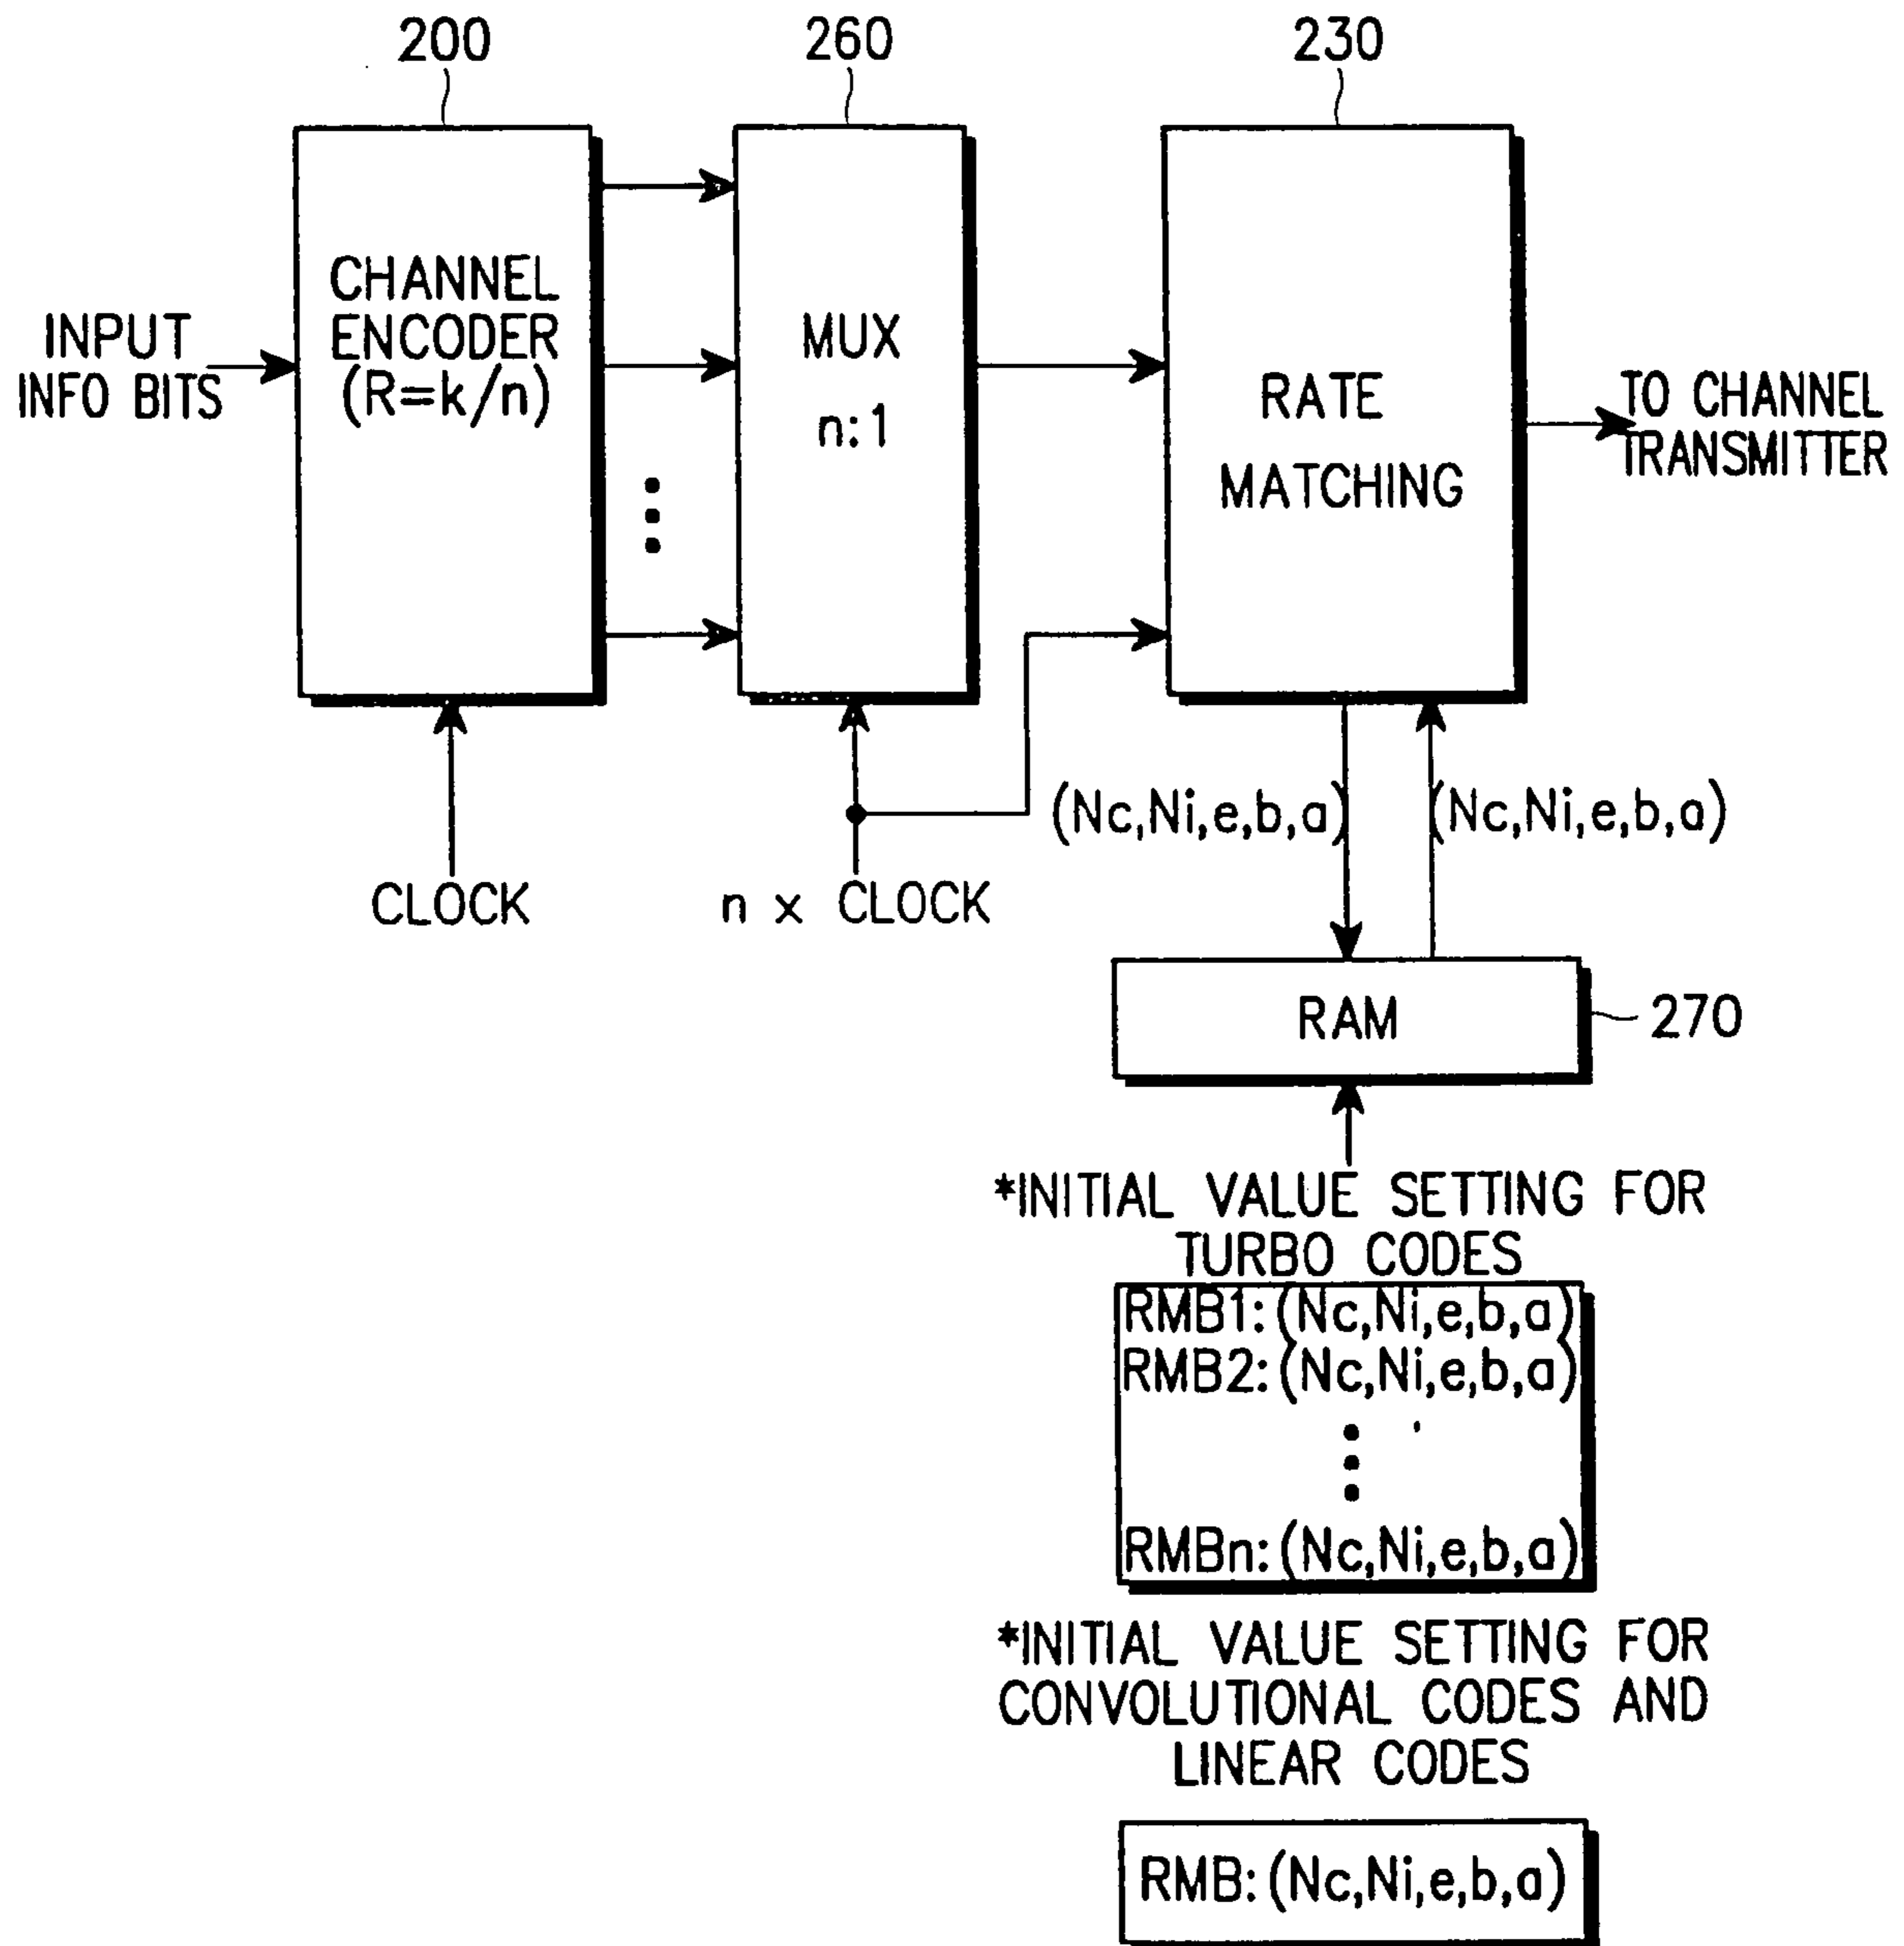 200
260
230
INPUT
INFO BITS
CHANNEL
ENCODER
(R=k/n)
MUX
n:1
RATE
MATCHING
TO CHANNEL
TRANSMITTER
CLOCK
n x CLOCK
(Nc,Ni,e,b,a)
(Nc,Ni,e,b,a)
RAM
270
*INITIAL VALUE SETTING FOR
TURBO CODES
RMB1:(Nc,Ni,e,b,a)
RMB2:(Nc,Ni,e,b,a)
RMBn:(Nc,Ni,e,b,a)
*INITIAL VALUE SETTING FOR
CONVOLUTIONAL CODES AND
LINEAR CODES
RMB:(Nc,Ni,e,b,a)